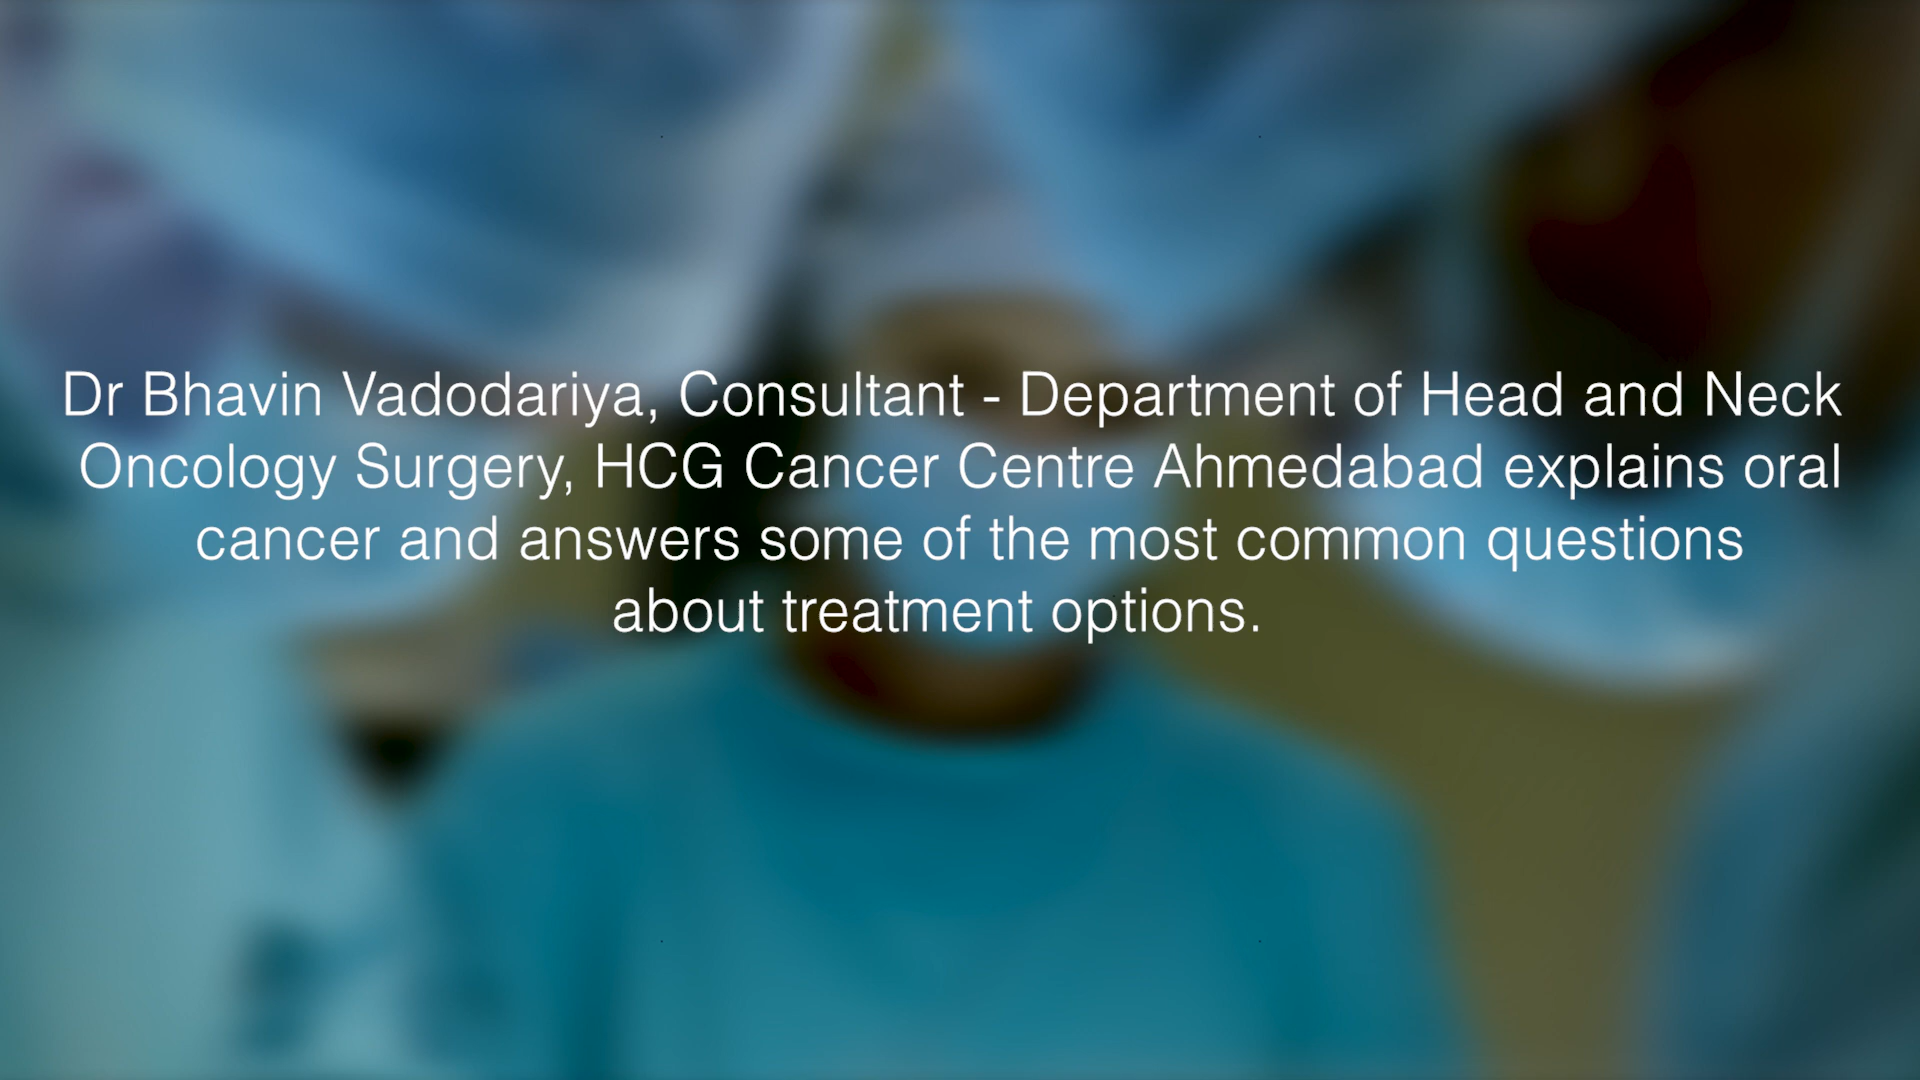 Dr Bhavin Vadodariya, Consultant - Department of Head and Neck
Oncology Surgery, HCG Cancer Centre Ahmedabad explains oral
cancer and answers some of the most common questions
about treatment options.